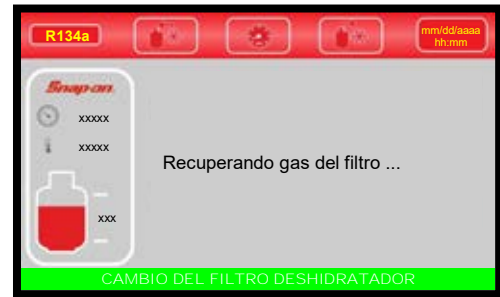 R134a
mm/dd/aaaa
hh:mm
Snap-on
xxxxx
xxxxx
Recuperando gas del filtro ...
xxx
CAMBIO DEL FILTRO DESHIDRATADOR